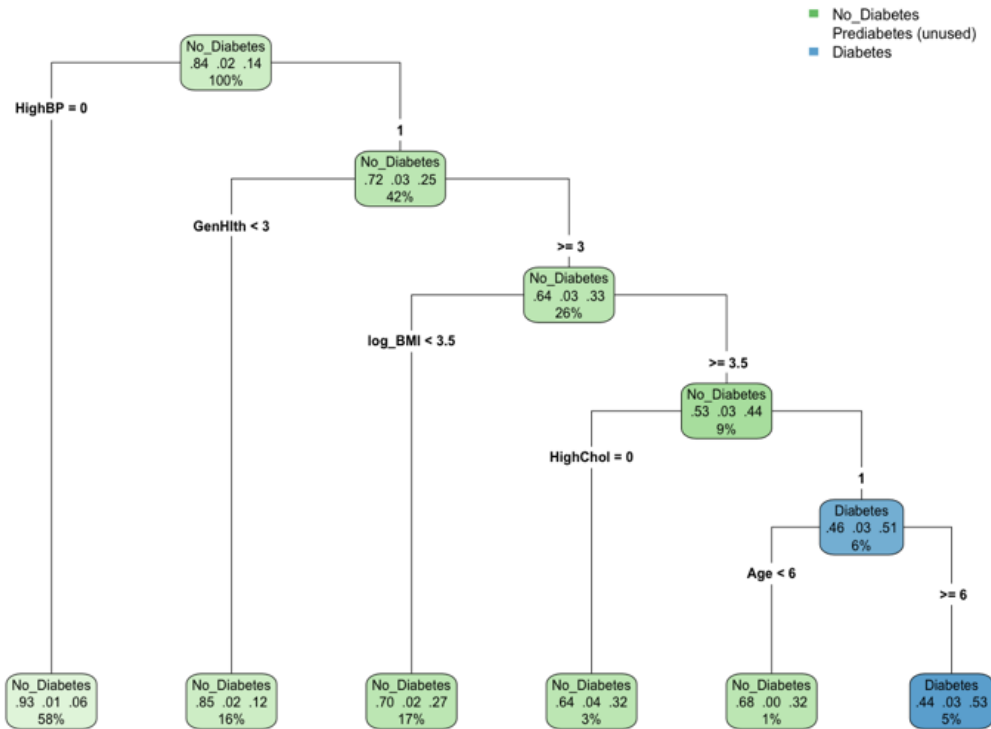 No_Diabetes
Prediabetes (unused)
Diabetes
No_Diabetes
.84 .02 .14
100%
HighBP = 0
1
No_Diabetes
.72 .03 .25
42%
GenHlth < 3
>= 3
No_Diabetes
.64 .03 .33
26%
log_BMI < 3.5
>= 3.5
No_Diabetes
.53 .03 .44
9%
HighChol = 0
1
Diabetes
.46 .03 .51
6%
Age < 6
>= 6
No_Diabetes
.93 .01 .06
58%
No_Diabetes
.85 .02 .12
16%
No_Diabetes
.70 .02 .27
17%
No_Diabetes
.64 .04 .32
3%
No_Diabetes
.68 .00 .32
1%
Diabetes
.44 .03 .53
5%